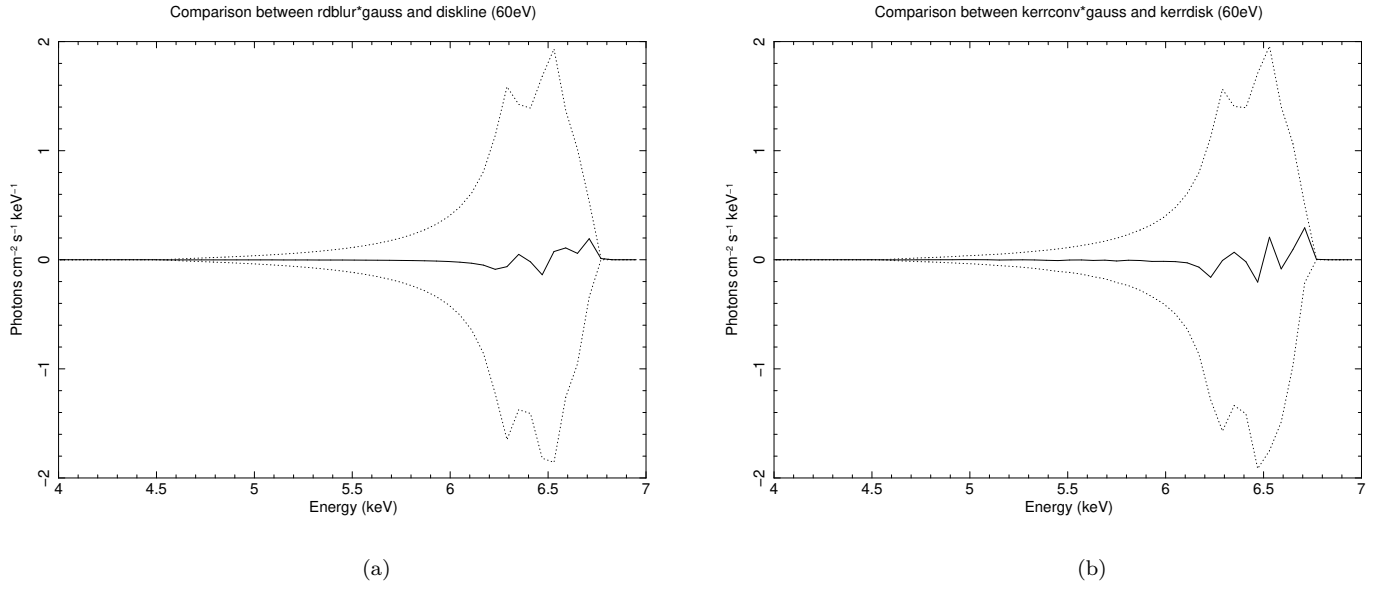 Comparison between rdblur*gauss and diskline (60eV)
2
1
0
−1
−2
Photons cm⁻² s⁻¹ keV⁻¹
4 4.5 5 5.5 6 6.5 7
Energy (keV)
(a)
Comparison between kerrconv*gauss and kerrdisk (60eV)
2
1
0
−1
−2
Photons cm⁻² s⁻¹ keV⁻¹
4 4.5 5 5.5 6 6.5 7
Energy (keV)
(b)